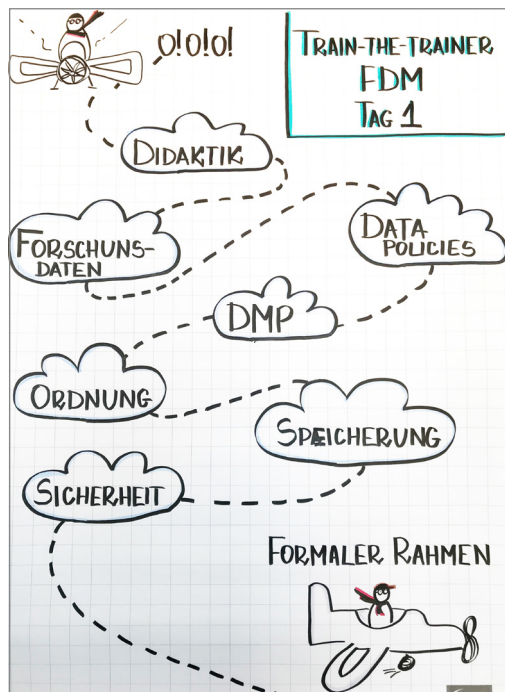 O!O!O!
TRAIN-THE-TRAINER
FDM
TAG 1
DIDAKTIK
FORSCHUNS-
DATEN
DATA
POLICIES
DMP
ORDNUNG
SPEICHERUNG
SICHERHEIT
FORMALER RAHMEN